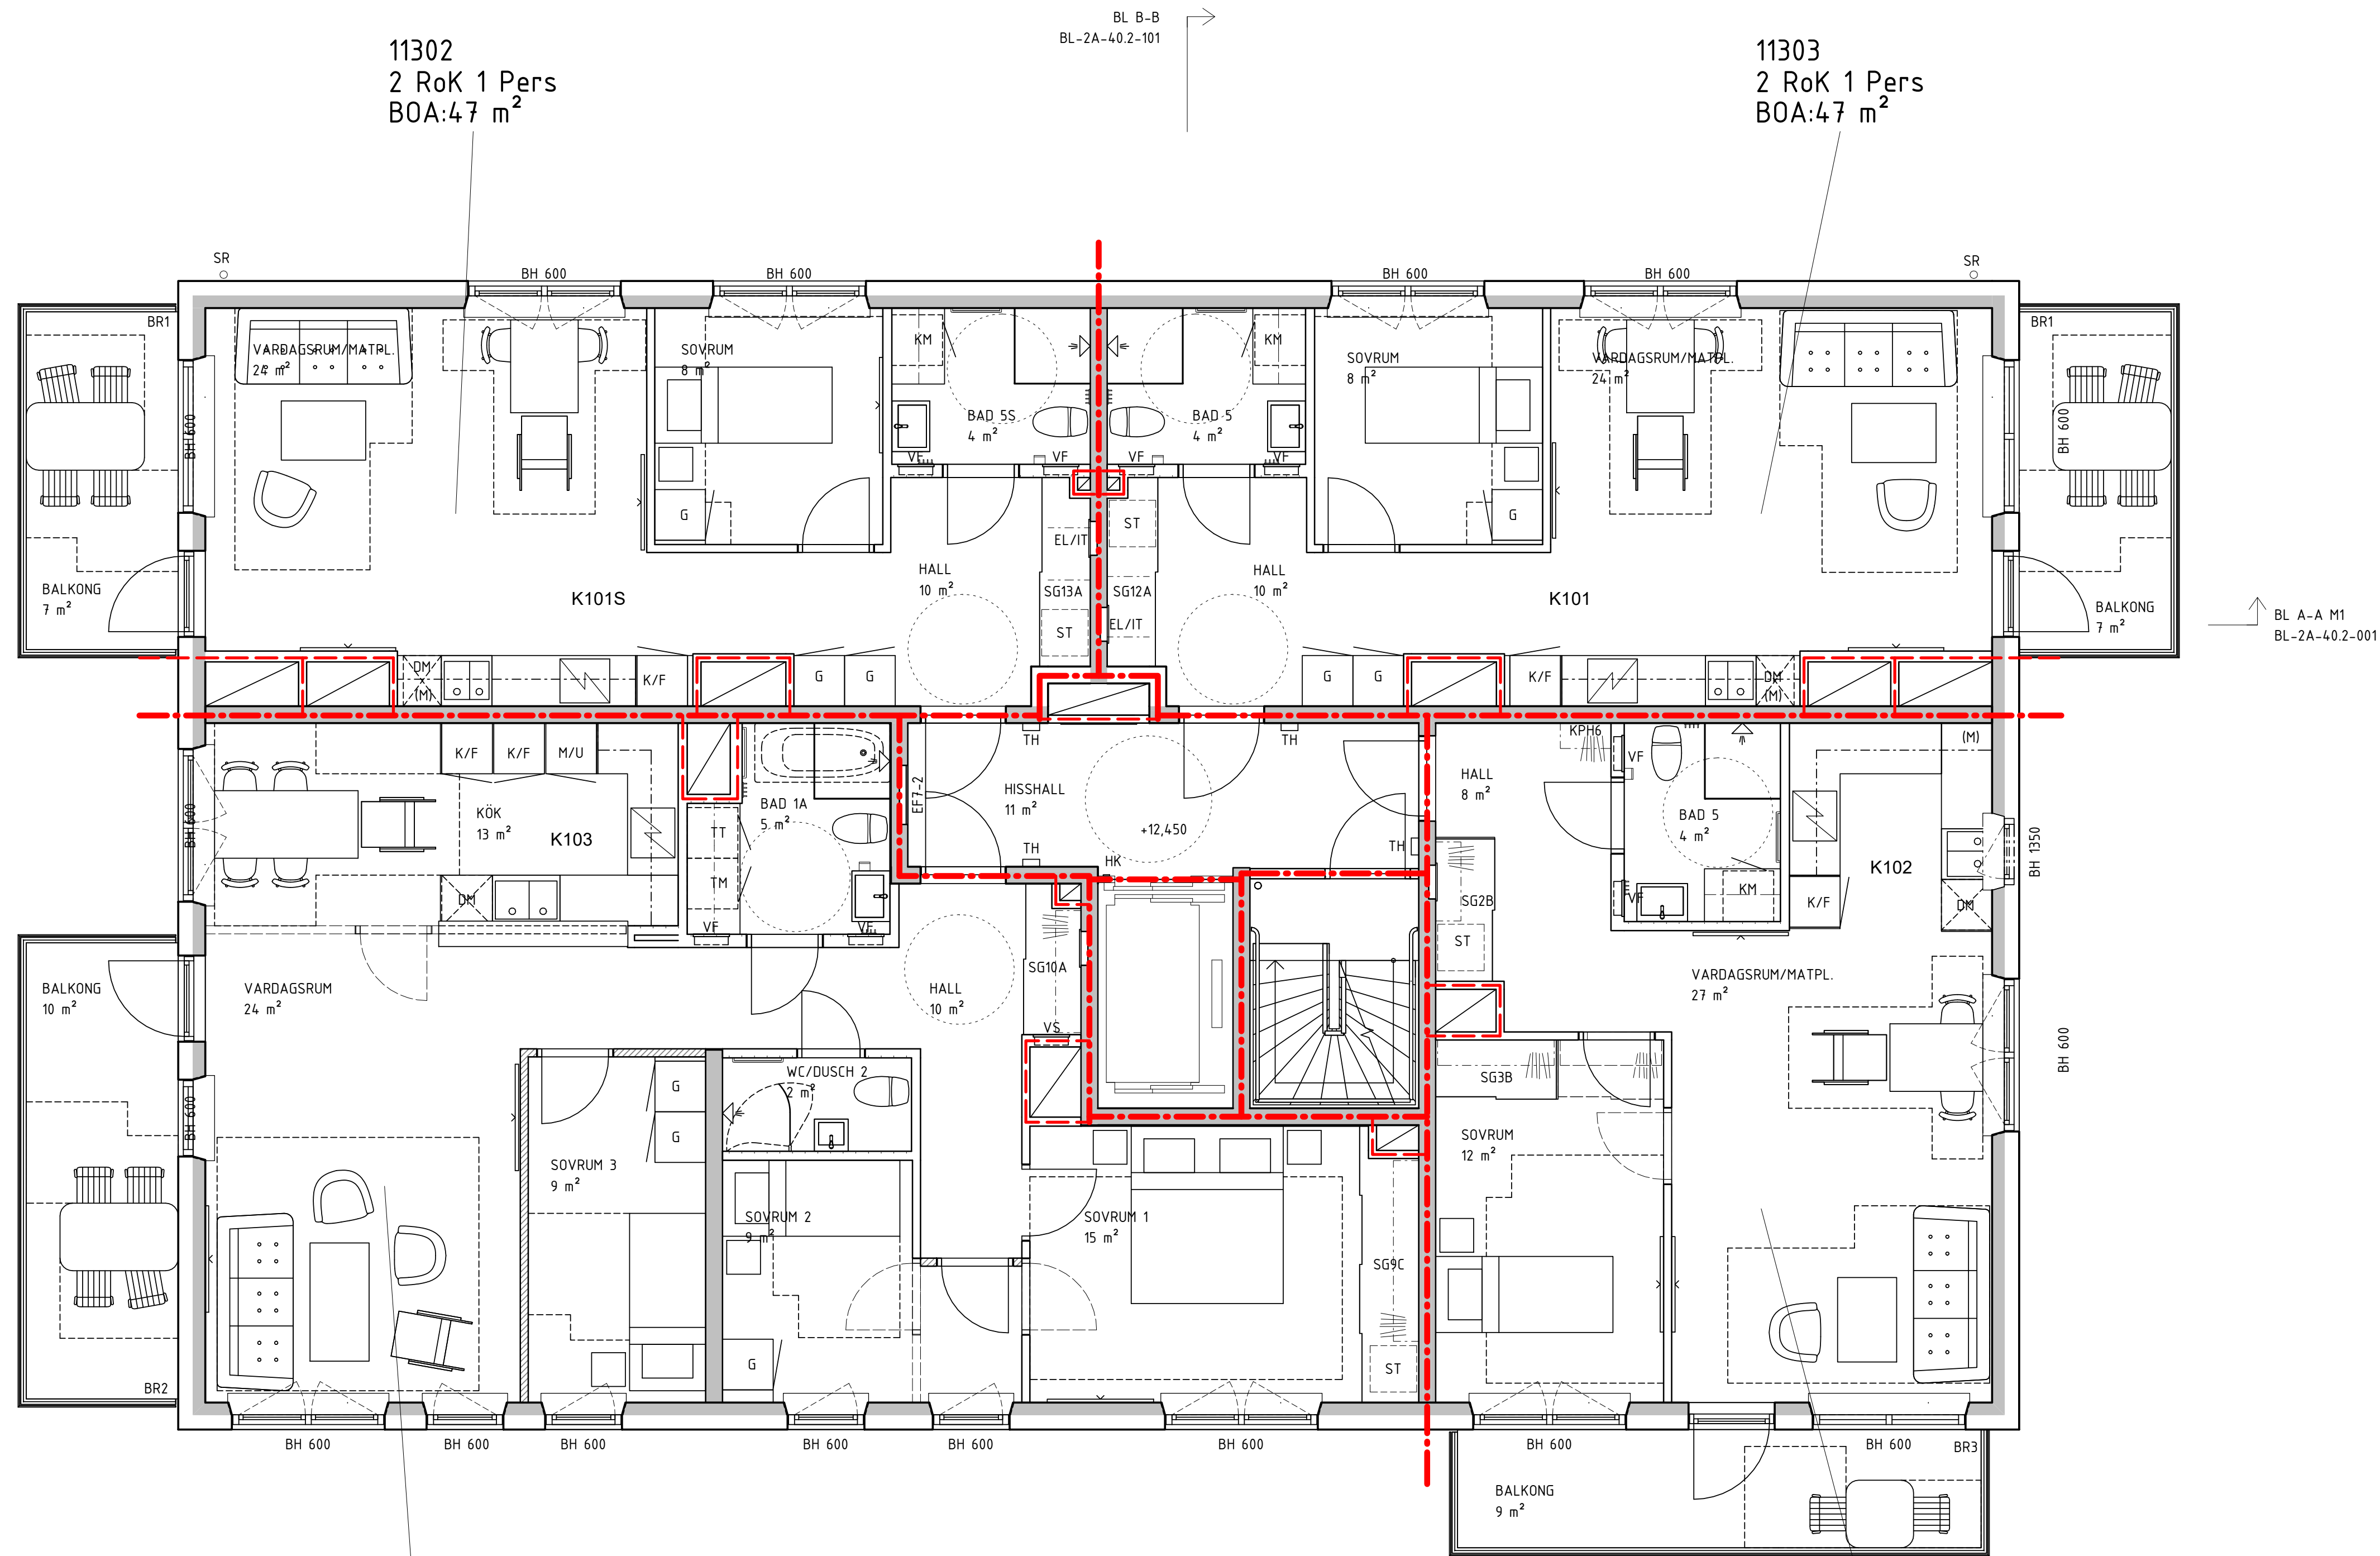 BL B-B
BL-2A-40.2-101
11302
2 RoK 1 Pers
BOA:47 m²
11303
2 RoK 1 Pers
BOA:47 m²
SR
BH 600
BH 600
BH 600
BH 600
SR
BR1
VARDAGSRUM/MATPL.
24 m²
SOVRUM
8 m²
KM
KM
SOVRUM
8 m²
VARDAGSRUM/MATPL.
24 m²
BR1
BH 600
BAD 5S
4 m²
BAD 5
4 m²
BH 600
VF
VF
VF
VF
G
ST
G
EL/IT
HALL
10 m²
HALL
10 m²
BALKONG
7 m²
K101S
SG13A
SG12A
K101
BALKONG
7 m²
BL A-A M1
BL-2A-40.2-001
ST
EL/IT
DM
(M)
K/F
G
G
G
G
K/F
DM
(M)
TH
TH
KPH6
(M)
K/F
K/F
M/U
VF
HALL
8 m²
HISSHALL
11 m²
EF7-2
BAD 1A
5 m²
BH 600
KÖK
13 m²
K103
TT
+12,450
BAD 5
4 m²
BH 1350
TH
HK
TH
K102
TM
KM
DM
SG2B
VF
K/F
DM
VF
VF
ST
SG10A
BALKONG
10 m²
VARDAGSRUM
24 m²
HALL
10 m²
VARDAGSRUM/MATPL.
27 m²
VS
BH 600
WC/DUSCH 2
2 m²
G
SG3B
BH 600
G
SOVRUM
12 m²
SOVRUM 3
9 m²
SOVRUM 2
9 m²
SOVRUM 1
15 m²
SG9C
G
ST
BR2
BH 600
BH 600
BH 600
BH 600
BH 600
BH 600
BH 600
BH 600
BR3
BALKONG
9 m²